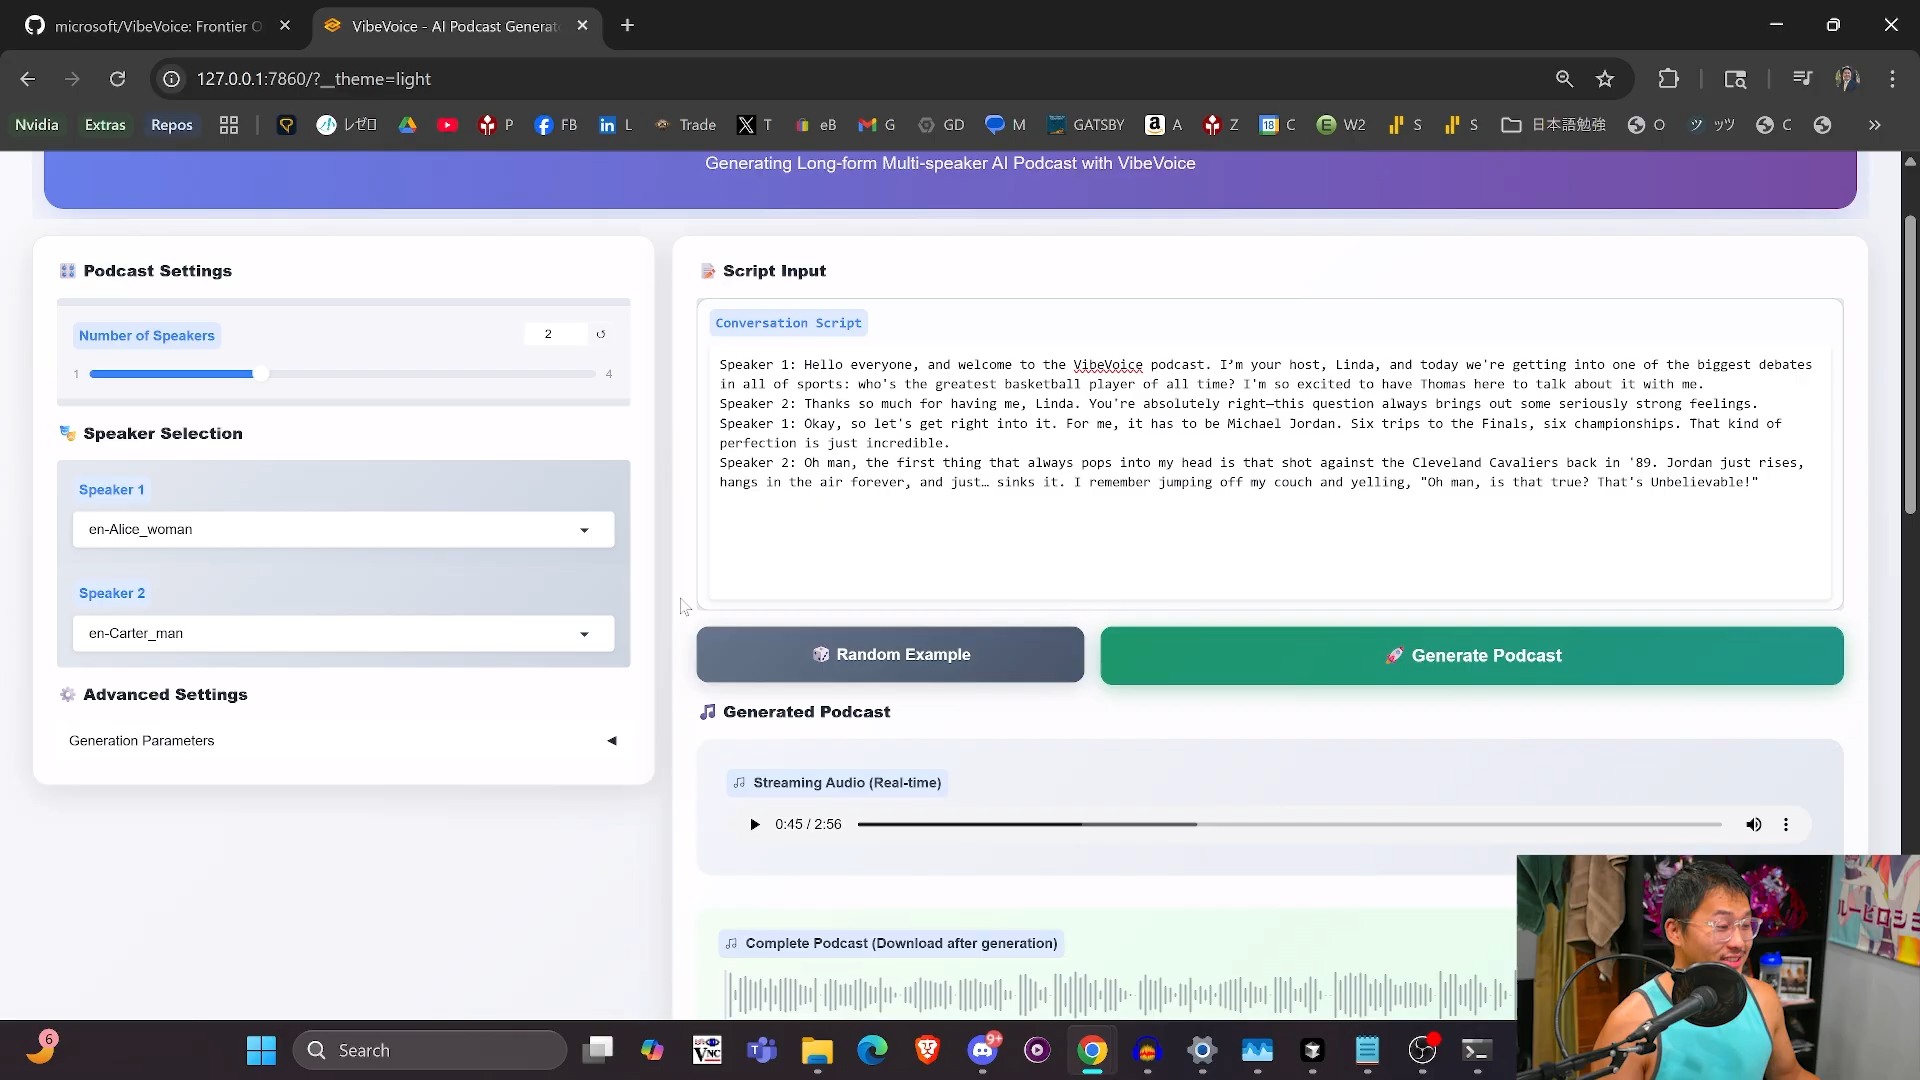 microsoft/VibeVoice: Frontier O
VibeVoice - AI Podcast Generat
127.0.0.1:7860/?__theme=light
Nvidia Extras Repos レゼロ P FB L Trade T eB G GD M GATSBY A Z C W2 S S 日本語勉強 O ッツ C
Generating Long-form Multi-speaker AI Podcast with VibeVoice
Podcast Settings
Number of Speakers 2
1 4
Speaker Selection
Speaker 1
en-Alice_woman
Speaker 2
en-Carter_man
Advanced Settings
Generation Parameters
Script Input
Conversation Script
Speaker 1: Hello everyone, and welcome to the VibeVoice podcast. I’m your host, Linda, and today we're getting into one of the biggest debates
in all of sports: who's the greatest basketball player of all time? I'm so excited to have Thomas here to talk about it with me.
Speaker 2: Thanks so much for having me, Linda. You're absolutely right—this question always brings out some seriously strong feelings.
Speaker 1: Okay, so let's get right into it. For me, it has to be Michael Jordan. Six trips to the Finals, six championships. That kind of
perfection is just incredible.
Speaker 2: Oh man, the first thing that always pops into my head is that shot against the Cleveland Cavaliers back in '89. Jordan just rises,
hangs in the air forever, and just… sinks it. I remember jumping off my couch and yelling, "Oh man, is that true? That's Unbelievable!"
Random Example
Generate Podcast
Generated Podcast
Streaming Audio (Real-time)
0:45 / 2:56
Complete Podcast (Download after generation)
6
Search
VNC
9+